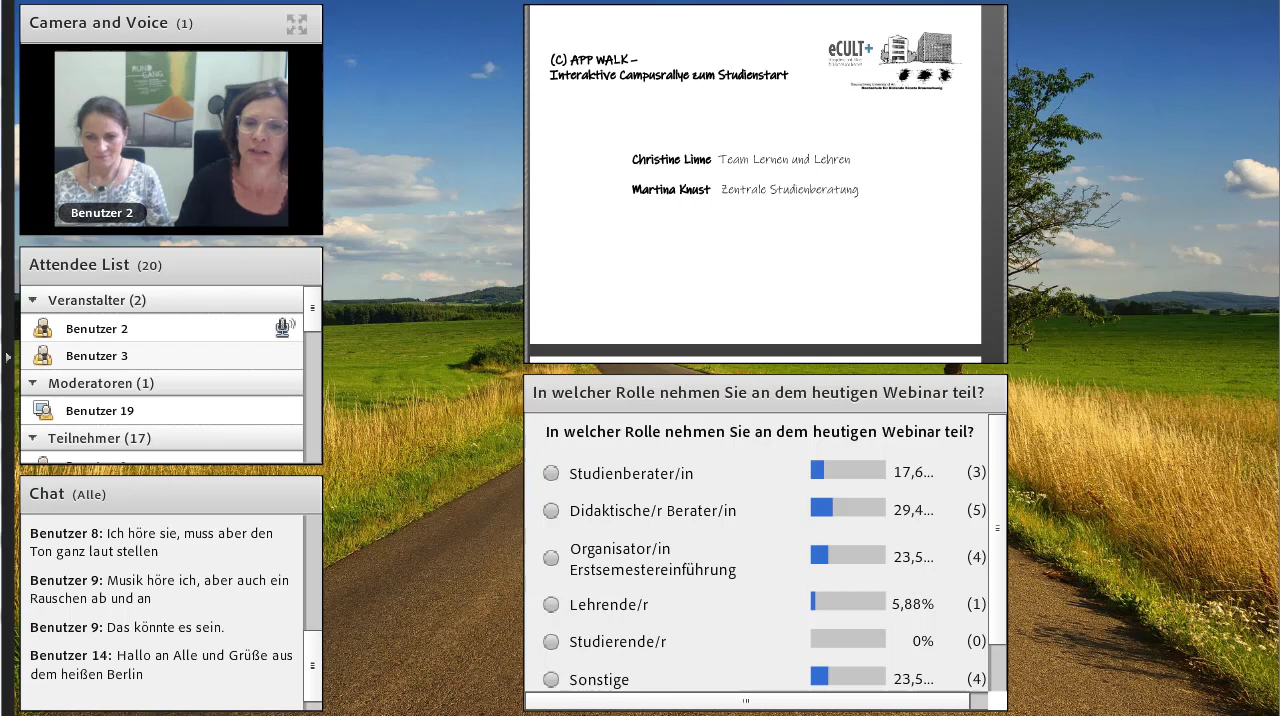 Camera and Voice (1)
Benutzer 2
Attendee List (20)
Veranstalter (2)
Benutzer 2
Benutzer 3
Moderatoren (1)
Benutzer 19
Teilnehmer (17)
Chat (Alle)
Benutzer 8: Ich höre sie, muss aber den
Ton ganz laut stellen
Benutzer 9: Musik höre ich, aber auch ein
Rauschen ab und an
Benutzer 9: Das könnte es sein.
Benutzer 14: Hallo an Alle und Grüße aus
dem heißen Berlin
(C) APP WALK –
Interaktive Campusrallye zum Studienstart
eCULT+
Hochschule für Bildende Künste Braunschweig
Christine Linne Team Lernen und Lehren
Martina Knust Zentrale Studienberatung
In welcher Rolle nehmen Sie an dem heutigen Webinar teil?
In welcher Rolle nehmen Sie an dem heutigen Webinar teil?
Studienberater/in 17,6... (3)
Didaktische/r Berater/in 29,4... (5)
Organisator/in
Erstsemestereinführung 23,5... (4)
Lehrende/r 5,88% (1)
Studierende/r 0% (0)
Sonstige 23,5... (4)